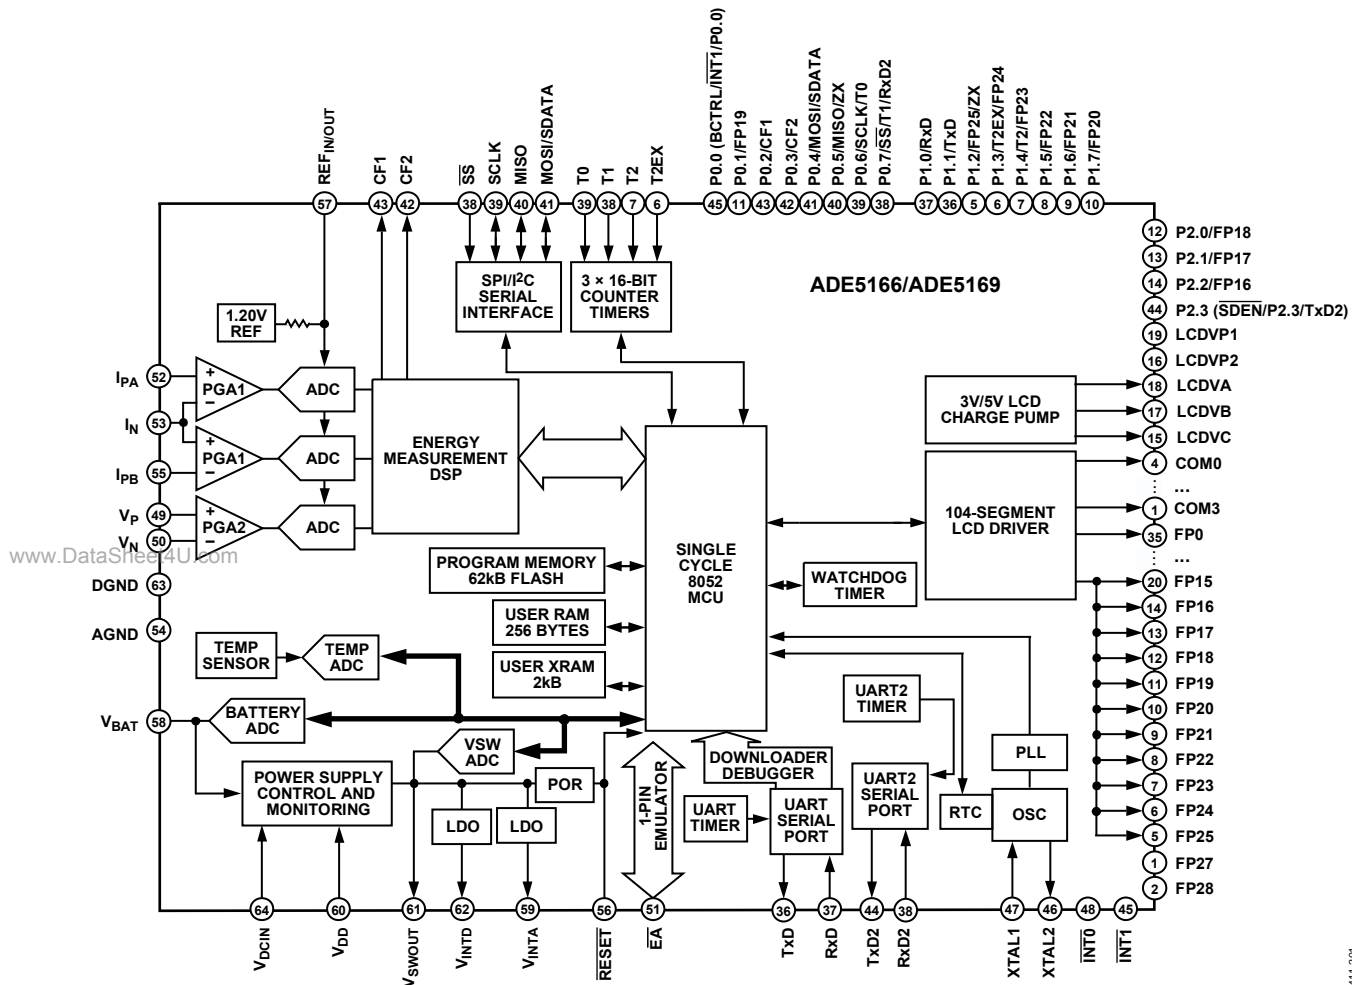 REFIN/OUT
CF1
CF2
SS
SCLK
MISO
MOSI/SDATA
T0
T1
T2
T2EX
P0.0 (BCTRL/INT1/P0.0)
P0.1/FP19
P0.2/CF1
P0.3/CF2
P0.4/MOSI/SDATA
P0.5/MISO/ZX
P0.6/SCLK/T0
P0.7/SS/T1/RxD2
P1.0/RxD
P1.1/TxD
P1.2/FP25/ZX
P1.3/T2EX/FP24
P1.4/T2/FP23
P1.5/FP22
P1.6/FP21
P1.7/FP20
57 43 42 38 39 40 41 39 38 7 6 45 11 43 42 41 40 39 38 37 36 5 6 7 8 9 10
ADE5166/ADE5169
12 P2.0/FP18
13 P2.1/FP17
14 P2.2/FP16
44 P2.3 (SDEN/P2.3/TxD2)
19 LCDVP1
16 LCDVP2
18 LCDVA
17 LCDVB
15 LCDVC
4 COM0
...
1 COM3
35 FP0
...
20 FP15
14 FP16
13 FP17
12 FP18
11 FP19
10 FP20
9 FP21
8 FP22
7 FP23
6 FP24
5 FP25
1 FP27
2 FP28
SPI/I2C
SERIAL
INTERFACE
3 × 16-BIT
COUNTER
TIMERS
1.20V
REF
IPA 52
IN 53
IPB 55
VP 49
VN 50
DGND 63
AGND 54
VBAT 58
+
PGA1
–
ADC
+
PGA1
–
ADC
+
PGA2
–
ADC
ENERGY
MEASUREMENT
DSP
3V/5V LCD
CHARGE PUMP
104-SEGMENT
LCD DRIVER
SINGLE
CYCLE
8052
MCU
www.DataSheet4U.com
PROGRAM MEMORY
62kB FLASH
WATCHDOG
TIMER
USER RAM
256 BYTES
USER XRAM
2kB
TEMP
SENSOR
TEMP
ADC
BATTERY
ADC
VSW
ADC
POWER SUPPLY
CONTROL AND
MONITORING
LDO
LDO
POR
1-PIN
EMULATOR
DOWNLOADER
DEBUGGER
UART
TIMER
UART
SERIAL
PORT
UART2
TIMER
UART2
SERIAL
PORT
RTC
PLL
OSC
64 60 61 62 59 56 51 36 37 44 38 47 46 48 45
VDCIN
VDD
VSWOUT
VINTD
VINTA
RESET
EA
TxD
RxD
TxD2
RxD2
XTAL1
XTAL2
INT0
INT1